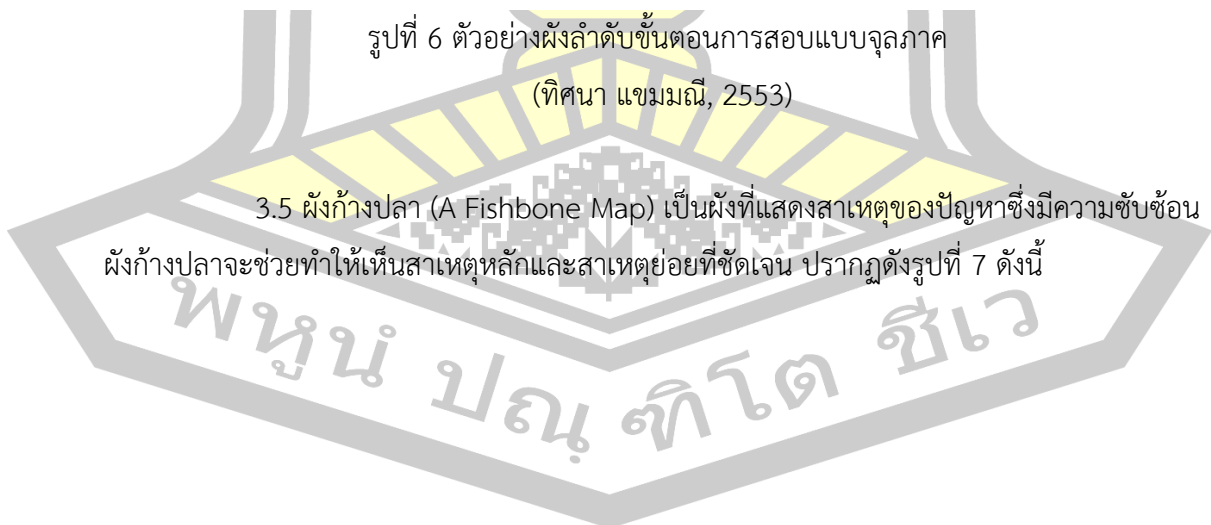 รูปที่ 6 ตัวอย่างผังลำดับขั้นตอนการสอบแบบจุลภาค
(ทิศนา แขมมณี, 2553)
3.5 ผังก้างปลา (A Fishbone Map) เป็นผังที่แสดงสาเหตุของปัญหาซึ่งมีความซับซ้อน
ผังก้างปลาจะช่วยทำให้เห็นสาเหตุหลักและสาเหตุย่อยที่ชัดเจน ปรากฏดังรูปที่ 7 ดังนี้
พหูนํ ปณฺฑิโต ชีเว